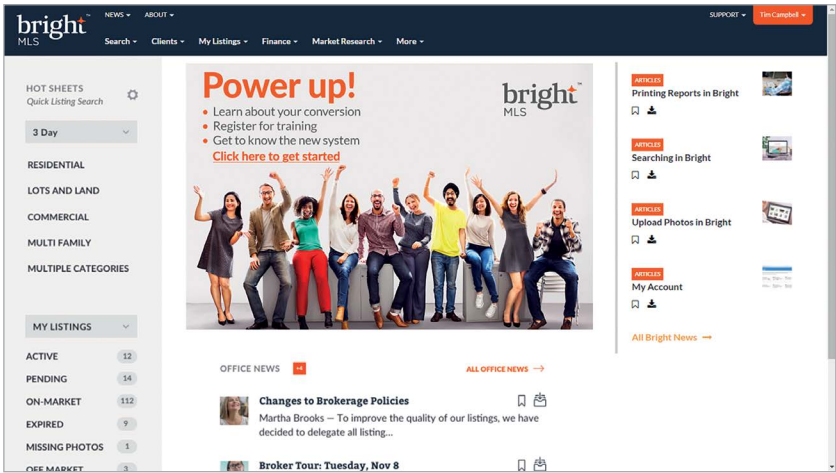 bright
MLS
NEWS
ABOUT
SUPPORT
Tim Campbell
Search
Clients
My Listings
Finance
Market Research
More
HOT SHEETS
Quick Listing Search
3 Day
RESIDENTIAL
LOTS AND LAND
COMMERCIAL
MULTI FAMILY
MULTIPLE CATEGORIES
MY LISTINGS
ACTIVE 12
PENDING 14
ON-MARKET 112
EXPIRED 9
MISSING PHOTOS 1
OFF MARKET 3
Power up!
• Learn about your conversion
• Register for training
• Get to know the new system
Click here to get started
bright
MLS
OFFICE NEWS +4
ALL OFFICE NEWS →
Changes to Brokerage Policies
Martha Brooks — To improve the quality of our listings, we have
decided to delegate all listing...
Broker Tour: Tuesday, Nov 8
ARTICLES
Printing Reports in Bright
ARTICLES
Searching in Bright
ARTICLES
Upload Photos in Bright
ARTICLES
My Account
All Bright News →